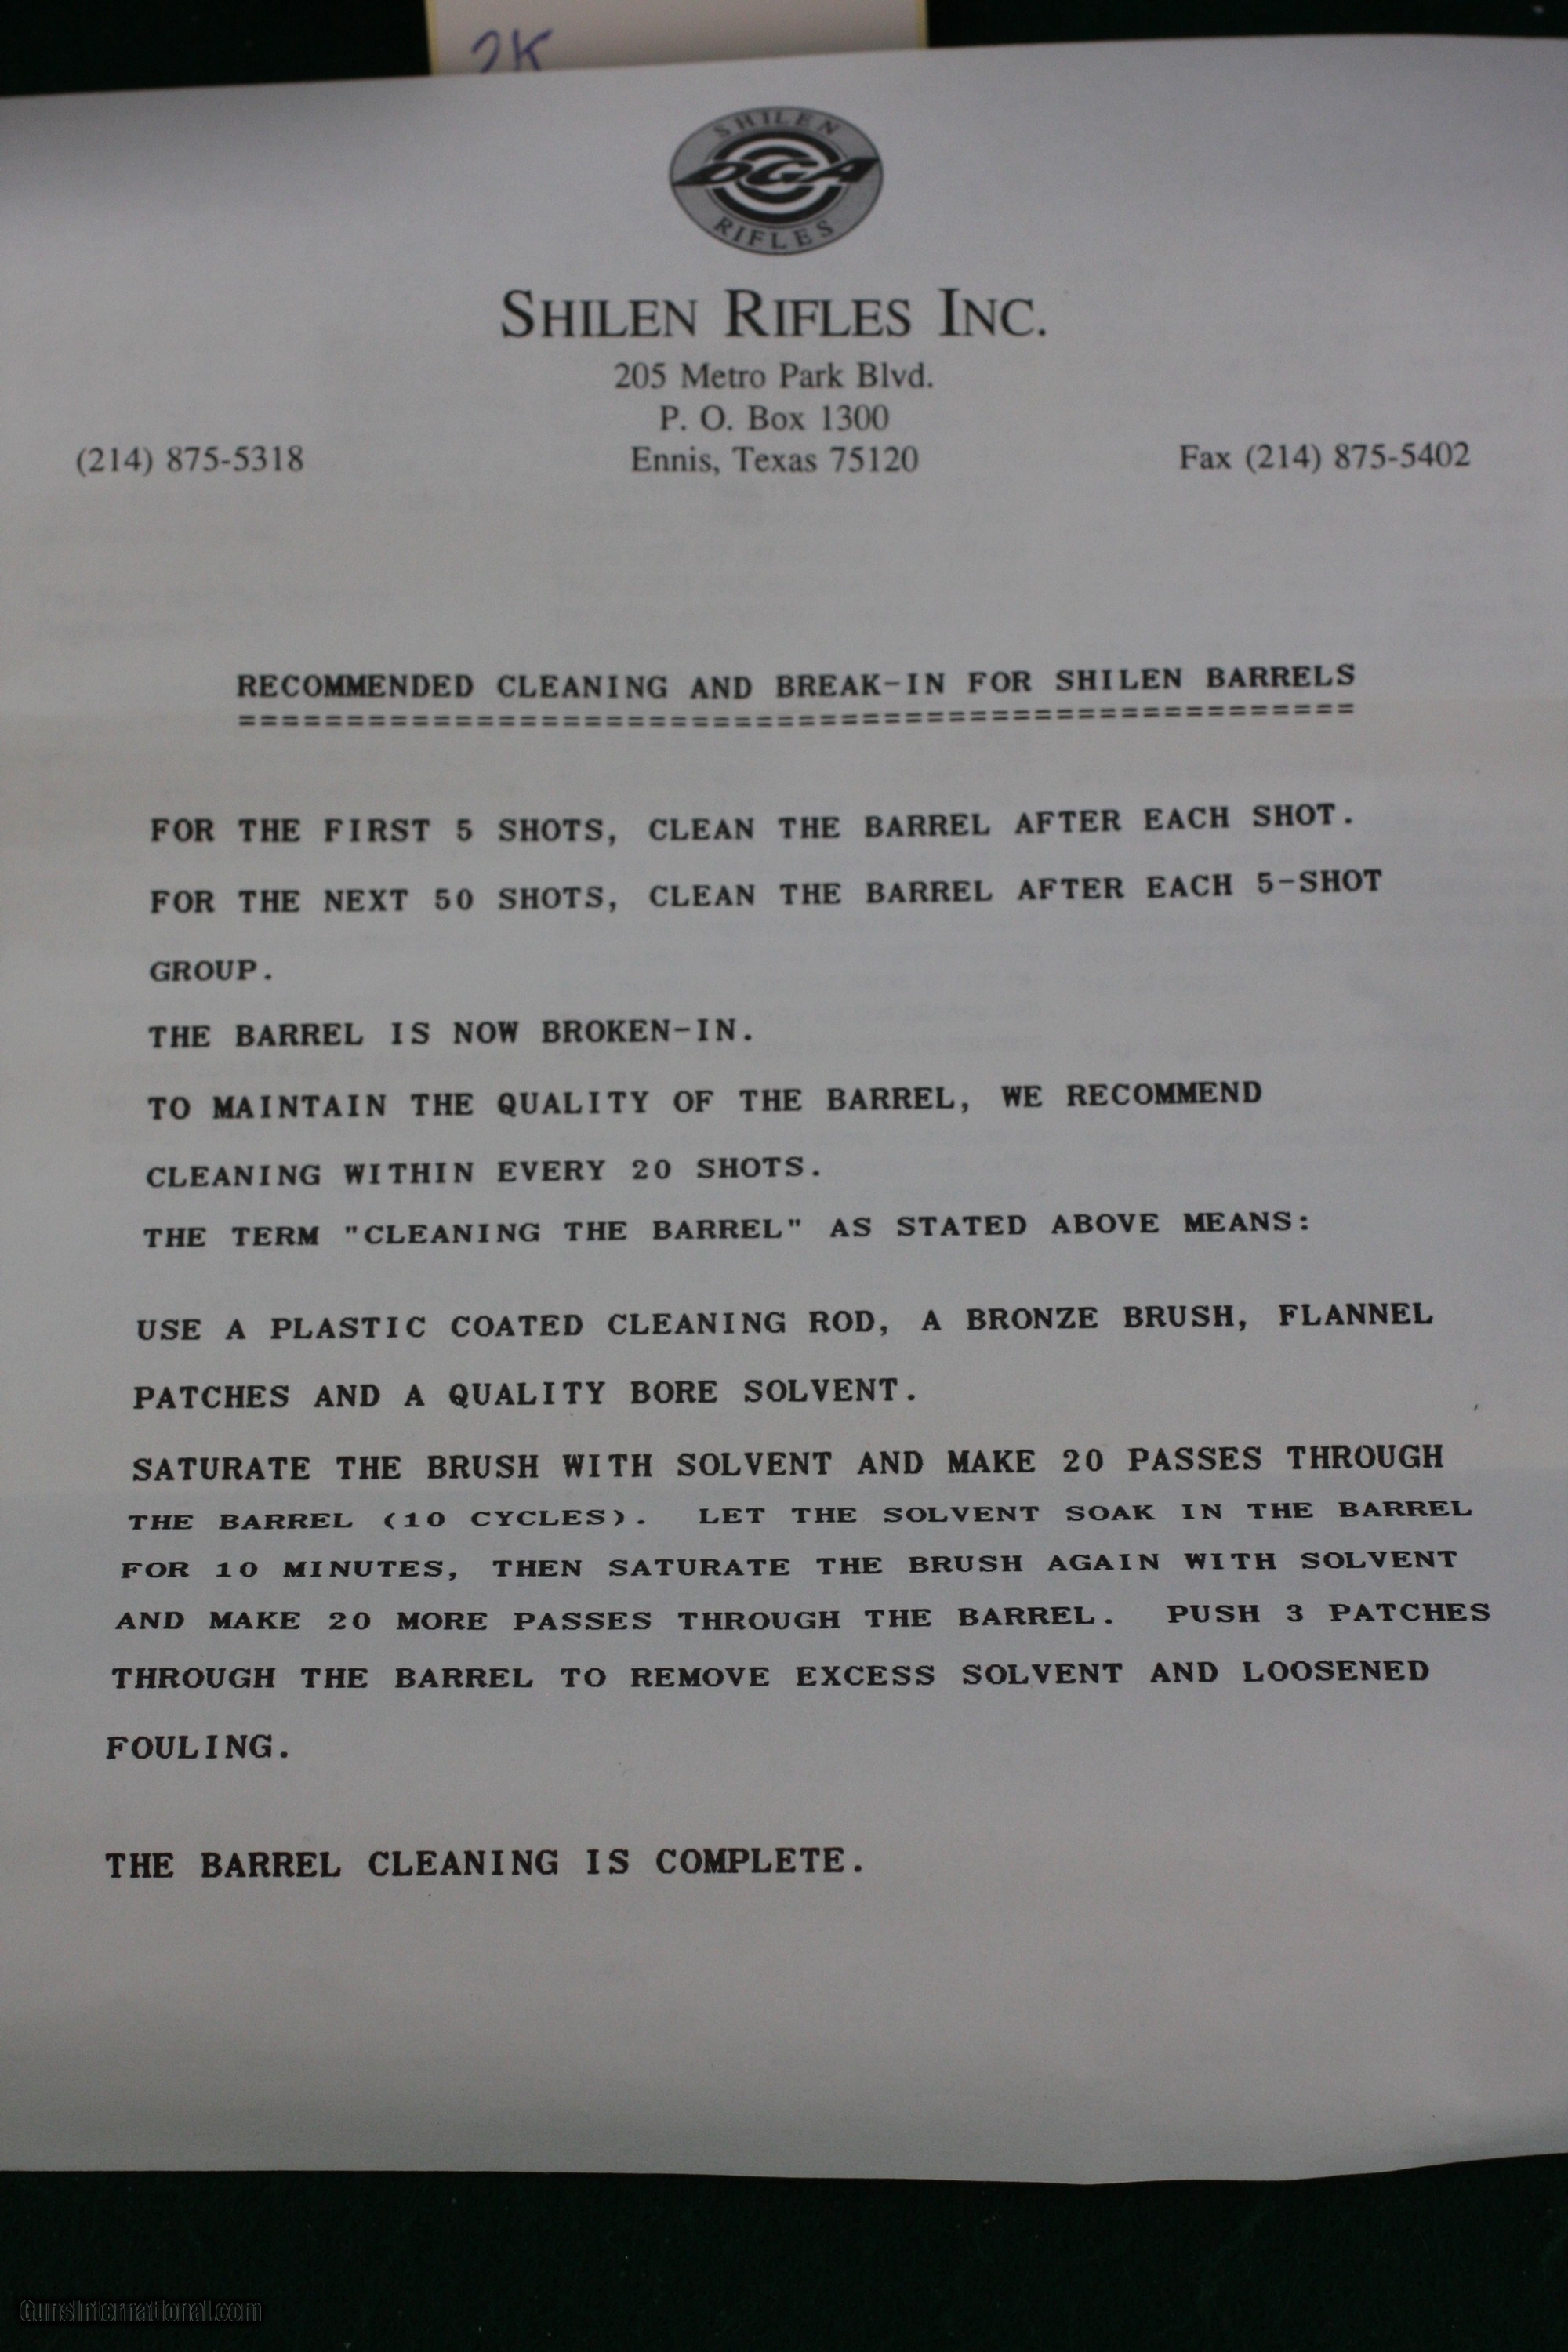 2K
SHILEN
DGA
RIFLES
SHILEN RIFLES INC.
205 Metro Park Blvd.
P. O. Box 1300
(214) 875-5318 Ennis, Texas 75120 Fax (214) 875-5402
RECOMMENDED CLEANING AND BREAK-IN FOR SHILEN BARRELS
====================================================
FOR THE FIRST 5 SHOTS, CLEAN THE BARREL AFTER EACH SHOT.
FOR THE NEXT 50 SHOTS, CLEAN THE BARREL AFTER EACH 5-SHOT
GROUP.
THE BARREL IS NOW BROKEN-IN.
TO MAINTAIN THE QUALITY OF THE BARREL, WE RECOMMEND
CLEANING WITHIN EVERY 20 SHOTS.
THE TERM "CLEANING THE BARREL" AS STATED ABOVE MEANS:
USE A PLASTIC COATED CLEANING ROD, A BRONZE BRUSH, FLANNEL
PATCHES AND A QUALITY BORE SOLVENT.
SATURATE THE BRUSH WITH SOLVENT AND MAKE 20 PASSES THROUGH
THE BARREL (10 CYCLES). LET THE SOLVENT SOAK IN THE BARREL
FOR 10 MINUTES, THEN SATURATE THE BRUSH AGAIN WITH SOLVENT
AND MAKE 20 MORE PASSES THROUGH THE BARREL. PUSH 3 PATCHES
THROUGH THE BARREL TO REMOVE EXCESS SOLVENT AND LOOSENED
FOULING.
THE BARREL CLEANING IS COMPLETE.
GunsInternational.com